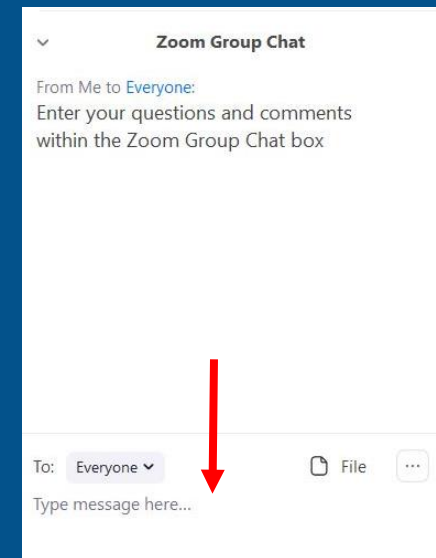 Zoom Group Chat
From Me to Everyone:
Enter your questions and comments
within the Zoom Group Chat box
To: Everyone File ...
Type message here...